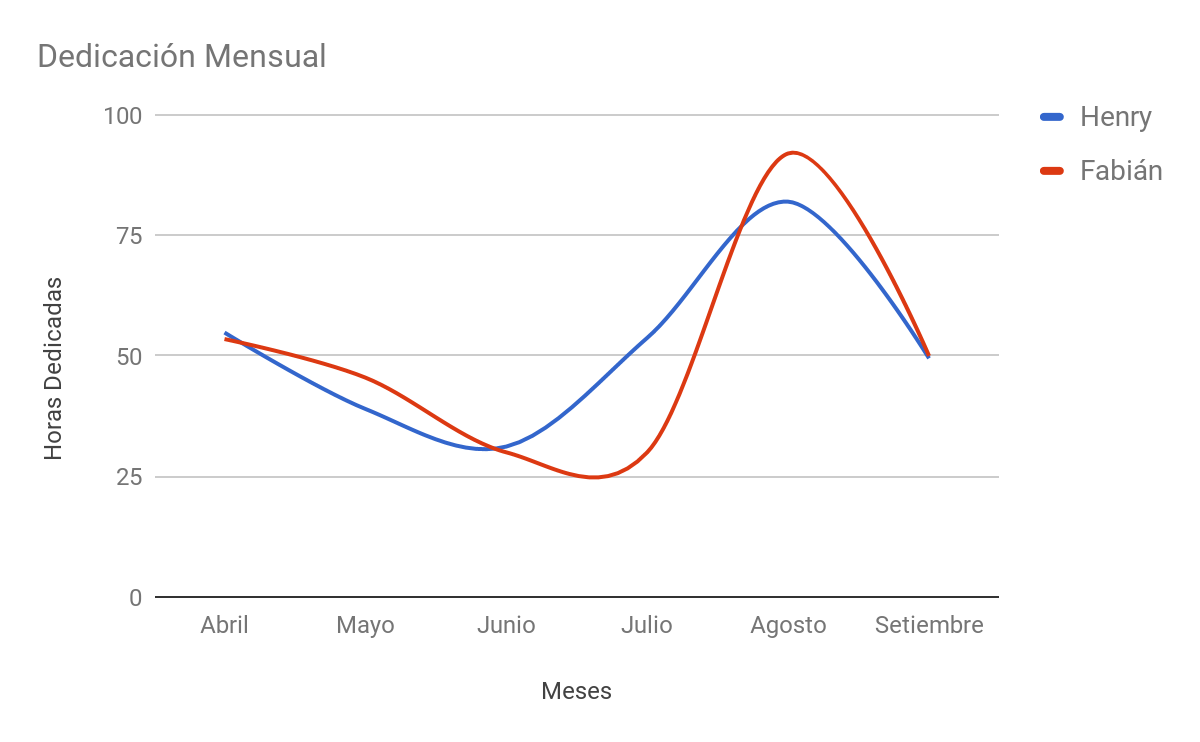 Dedicación Mensual
Henry
Fabián
100
75
50
25
0
Horas Dedicadas
Abril Mayo Junio Julio Agosto Setiembre
Meses